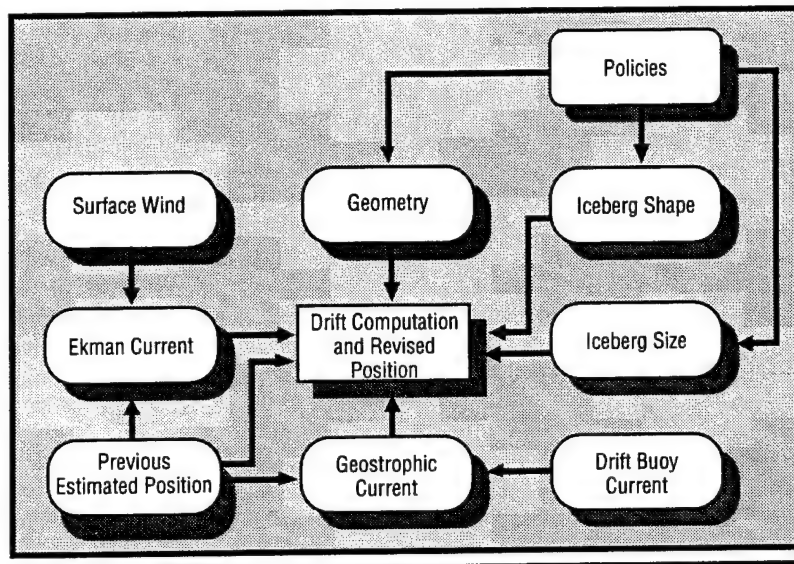 Policies
Surface Wind
Geometry
Iceberg Shape
Ekman Current
Drift Computation
and Revised
Position
Iceberg Size
Previous
Estimated Position
Geostrophic
Current
Drift Buoy
Current